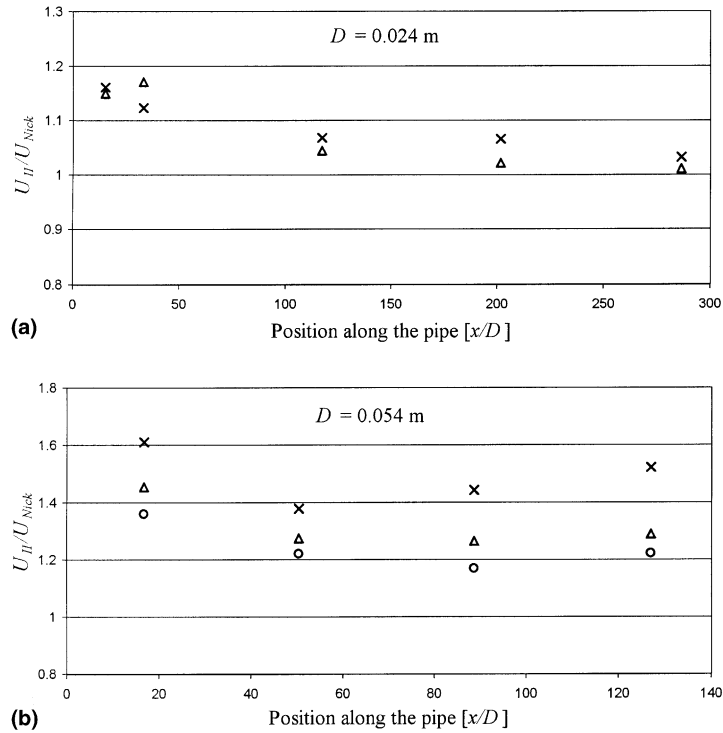 1.3
D = 0.024 m
1.2
1.1
1
0.9
0.8
U_II/U_Nick
0 50 100 150 200 250 300
(a)
Position along the pipe [x/D]
1.8
D = 0.054 m
1.6
1.4
1.2
1
0.8
U_II/U_Nick
0 20 40 60 80 100 120 140
(b)
Position along the pipe [x/D]